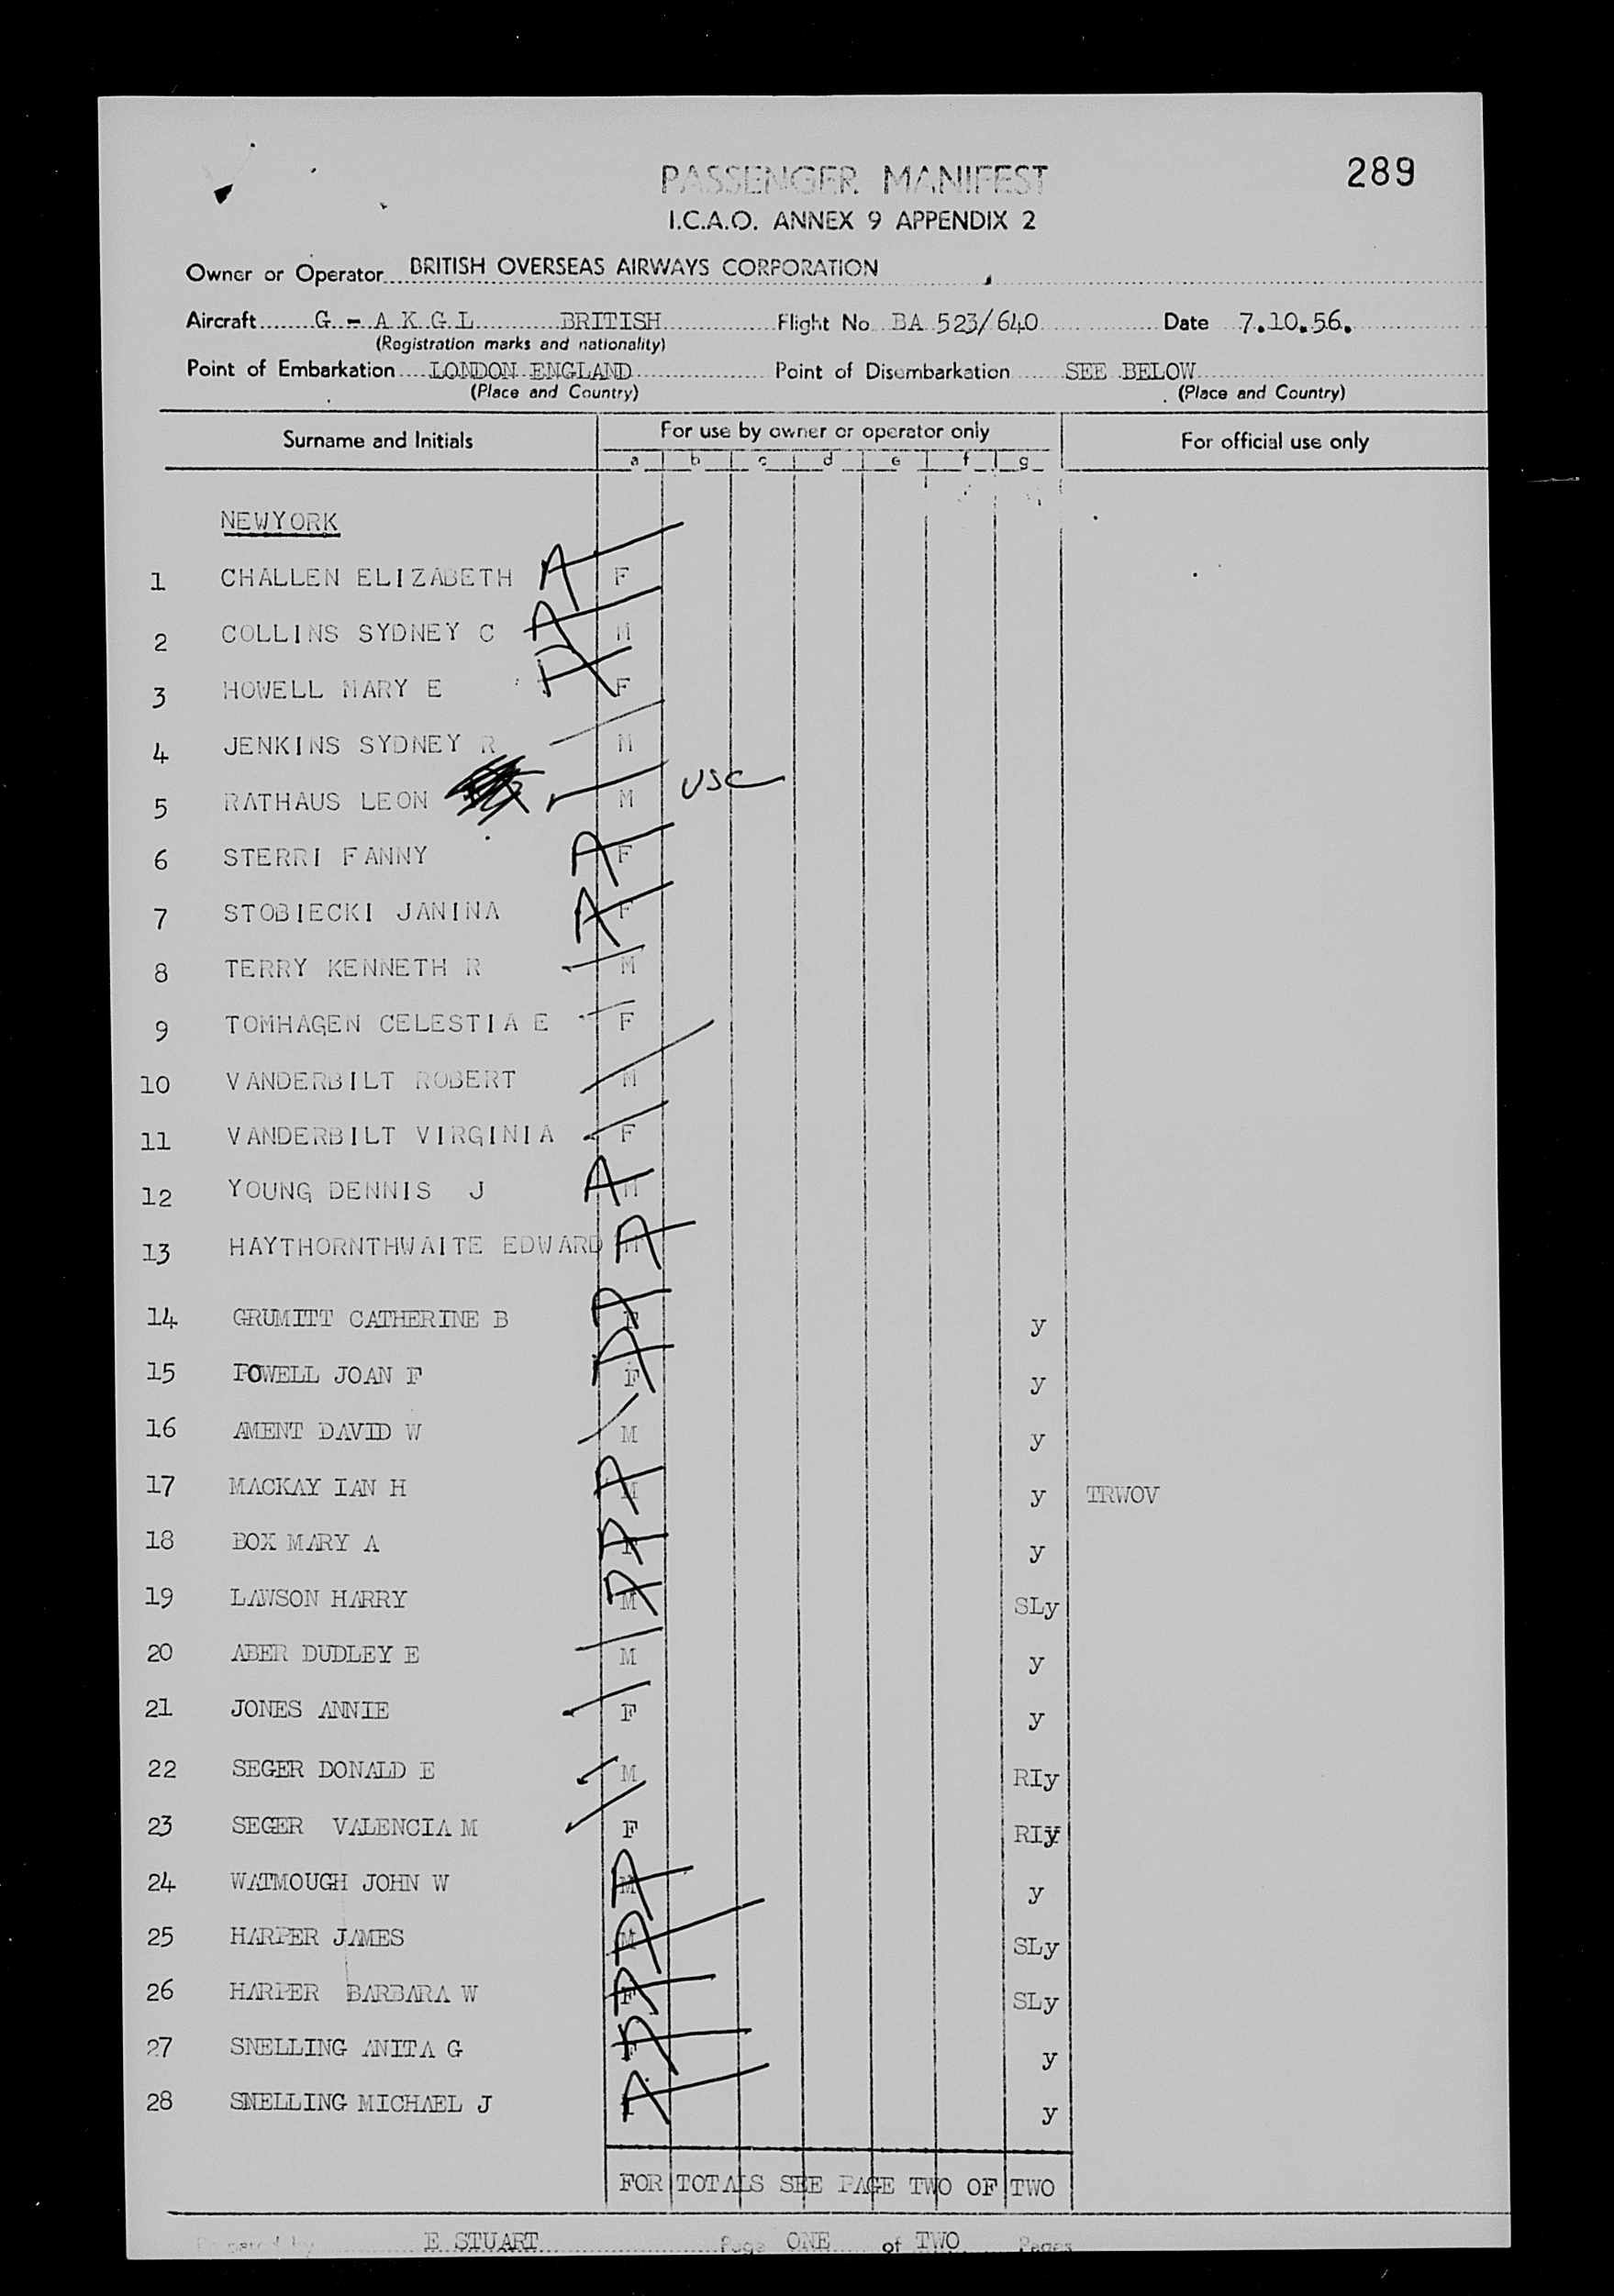 289
PASSENGER MANIFEST
I.C.A.O. ANNEX 9 APPENDIX 2
Owner or Operator BRITISH OVERSEAS AIRWAYS CORPORATION
Aircraft G - A K G L BRITISH Flight No BA 523/640 Date 7.10.56.
(Registration marks and nationality)
Point of Embarkation LONDON ENGLAND Point of Disembarkation SEE BELOW
(Place and Country) (Place and Country)
Surname and Initials For use by owner or operator only For official use only
a b c d e f g
NEWYORK
1 CHALLEN ELIZABETH A F
2 COLLINS SYDNEY C A M
3 HOWELL MARY E A F
4 JENKINS SYDNEY R M
5 RATHAUS LEON M USC
6 STERRI FANNY A F
7 STOBIECKI JANINA A F
8 TERRY KENNETH R M
9 TOMHAGEN CELESTIA E F
10 VANDERBILT ROBERT M
11 VANDERBILT VIRGINIA F
12 YOUNG DENNIS J A M
13 HAYTHORNTHWAITE EDWARD A M
14 GRUMITT CATHERINE B A F y
15 POWELL JOAN F A F y
16 AMENT DAVID W M y
17 MACKAY IAN H A M y TRWOV
18 BOX MARY A A F y
19 LAWSON HARRY A M SLy
20 ABER DUDLEY E M y
21 JONES ANNIE F y
22 SEGER DONALD E M RIy
23 SEGER VALENCIA M F RIy
24 WATMOUGH JOHN W A M y
25 HARPER JAMES A M SLy
26 HARPER BARBARA W A F SLy
27 SNELLING ANITA G A F y
28 SNELLING MICHAEL J A y
FOR TOTALS SEE PAGE TWO OF TWO
Prepared by E STUART Page ONE of TWO Pages